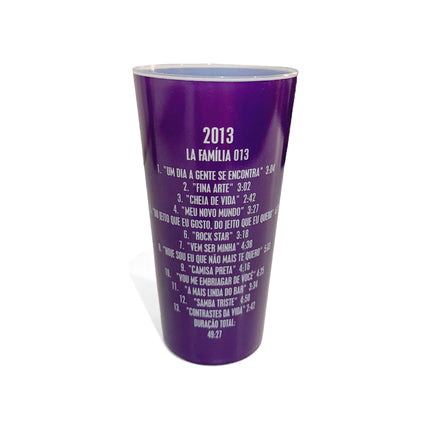 2013
LA FAMÍLIA 013
1. "UM DIA A GENTE SE ENCONTRA" 3:04
2. "FINA ARTE" 3:02
3. "CHEIA DE VIDA" 2:42
4. "MEU NOVO MUNDO" 3:27
JEITO QUE EU GOSTO, DO JEITO QUE EU QUERO"
6. "ROCK STAR" 3:18
7. "VEM SER MINHA" 4:38
8. "HOJE SOU EU QUE NÃO MAIS TE QUERO"
9. "CAMISA PRETA" 4:16
10. "VOU ME EMBRIAGAR DE VOCÊ" 4:25
11. "A MAIS LINDA DO BAR" 3:34
12. "SAMBA TRISTE" 4:50
13. "CONTRASTES DA VIDA" 2:42
DURAÇÃO TOTAL:
49:27